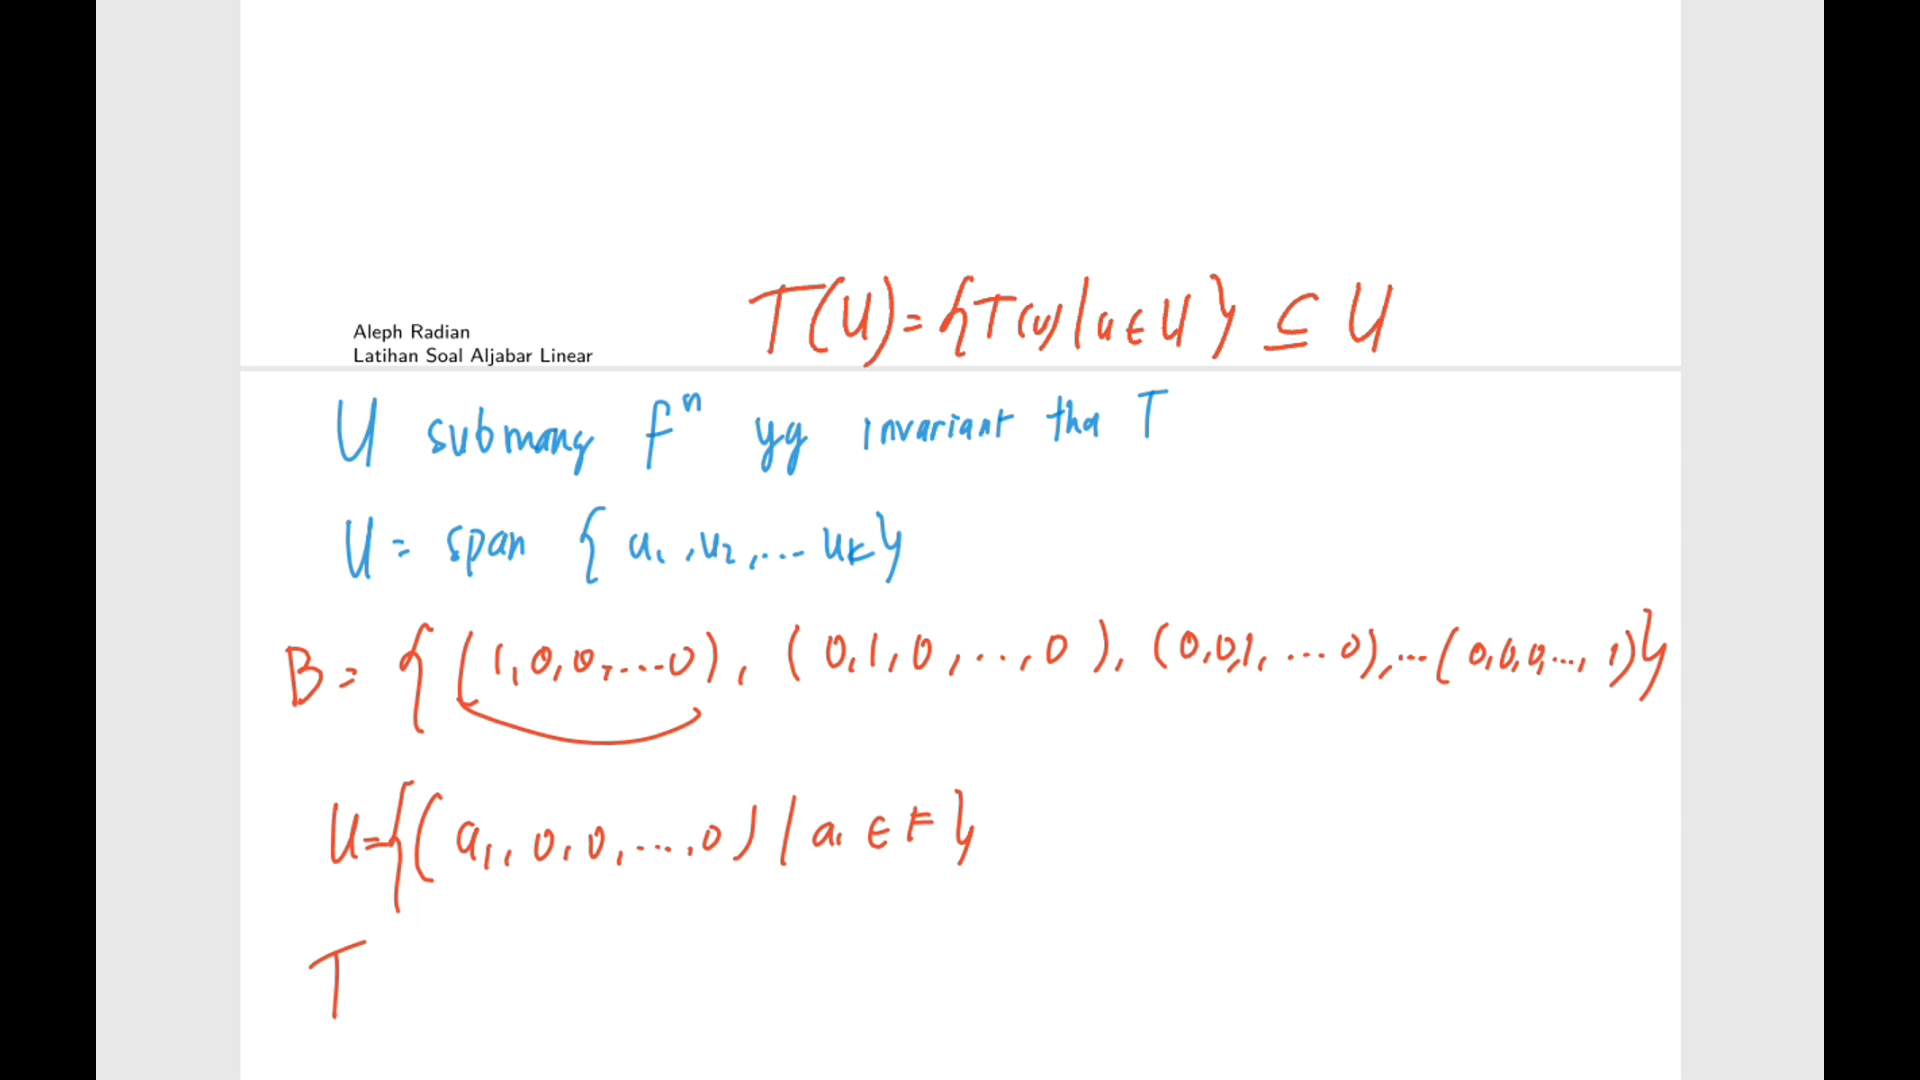 T(U) = {T(u) | u ∈ U} ⊆ U
Aleph Radian
Latihan Soal Aljabar Linear
U submang Fⁿ yg invariant thd T
U = span {u₁, u₂, ... uₖ}
B = {(1,0,0,...0), (0,1,0,...,0), (0,0,1,...0),...(0,0,0,...,1)}
U={(a₁,0,0,...,0) | a₁ ∈ F}
T